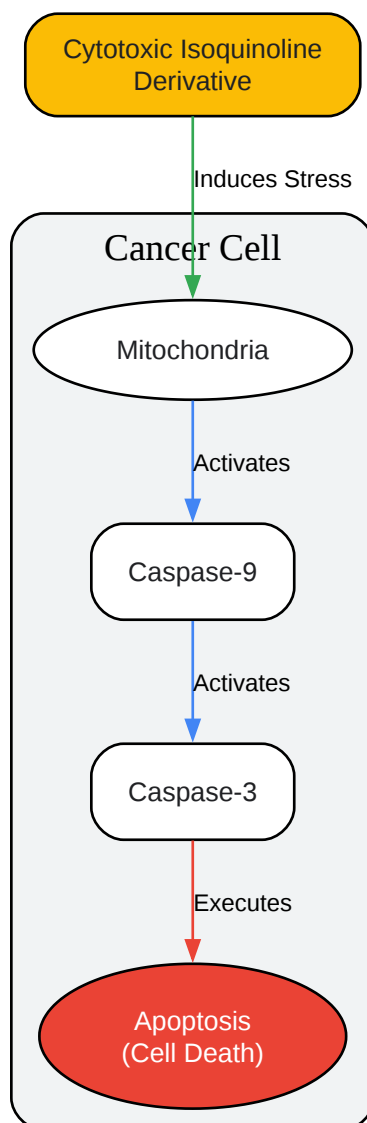 Cytotoxic Isoquinoline
Derivative
Induces Stress
Cancer Cell
Mitochondria
Activates
Caspase-9
Activates
Caspase-3
Executes
Apoptosis
(Cell Death)